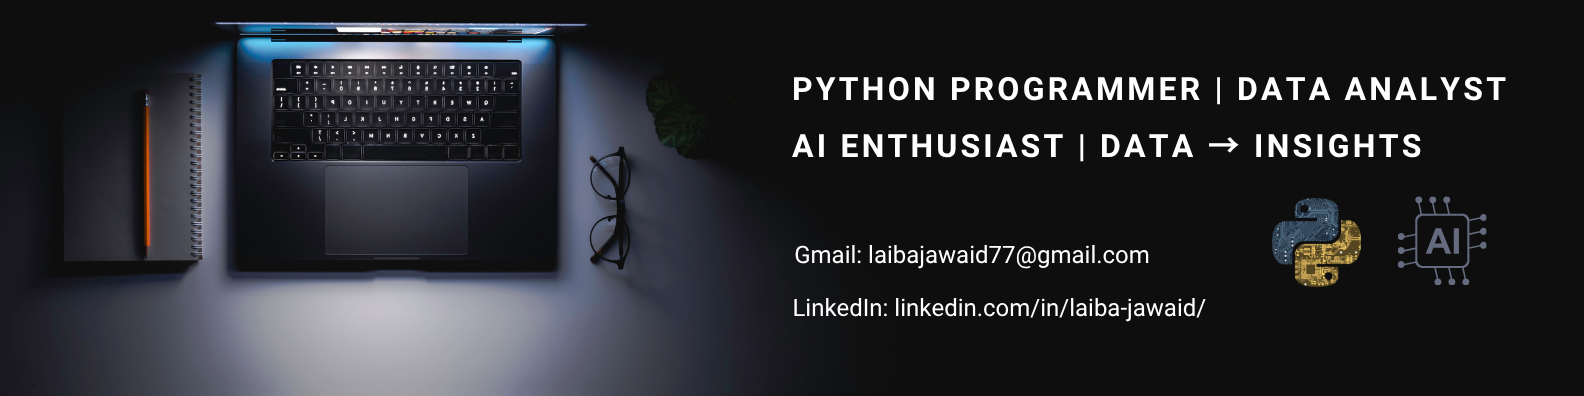 PYTHON PROGRAMMER | DATA ANALYST
AI ENTHUSIAST | DATA → INSIGHTS
Gmail: laibajawaid77@gmail.com
LinkedIn: linkedin.com/in/laiba-jawaid/
AI